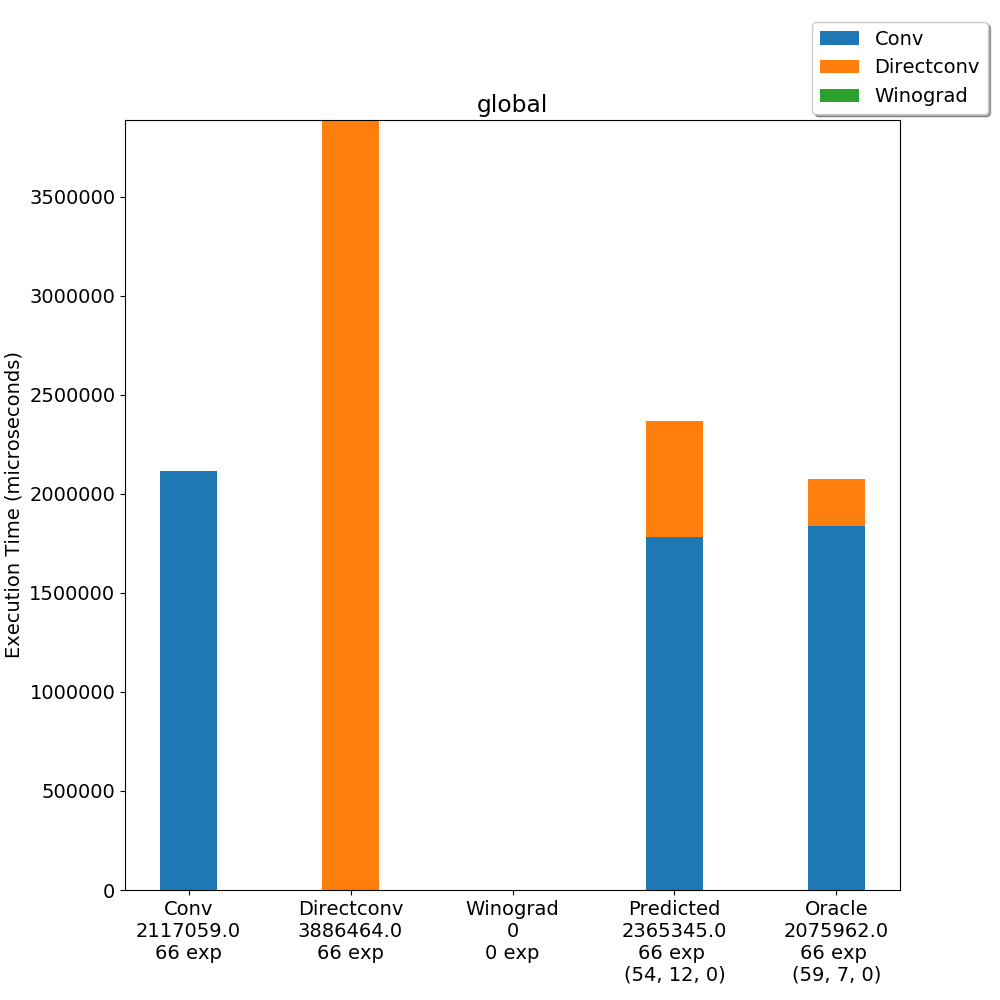 Conv
Directconv
Winograd
global
Execution Time (microseconds)
3500000
3000000
2500000
2000000
1500000
1000000
500000
0
Conv Directconv Winograd Predicted Oracle
2117059.0 3886464.0 0 2365345.0 2075962.0
66 exp 66 exp 0 exp 66 exp 66 exp
(54, 12, 0) (59, 7, 0)